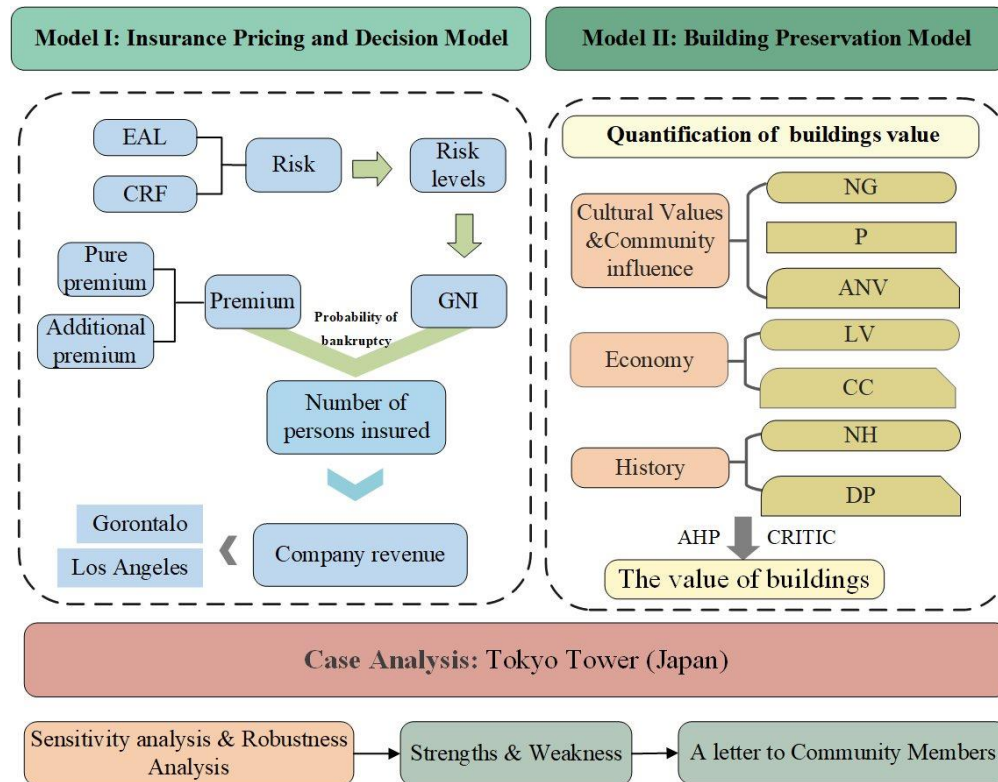 Model I: Insurance Pricing and Decision Model
EAL
CRF
Risk
Risk
levels
Pure
premium
Additional
premium
Premium
GNI
Probability of
bankruptcy
Number of
persons insured
Gorontalo
Los Angeles
Company revenue
Model II: Building Preservation Model
Quantification of buildings value
Cultural Values
&Community
influence
NG
P
ANV
Economy
LV
CC
History
NH
DP
AHP
CRITIC
The value of buildings
Case Analysis: Tokyo Tower (Japan)
Sensitivity analysis & Robustness
Analysis
Strengths & Weakness
A letter to Community Members